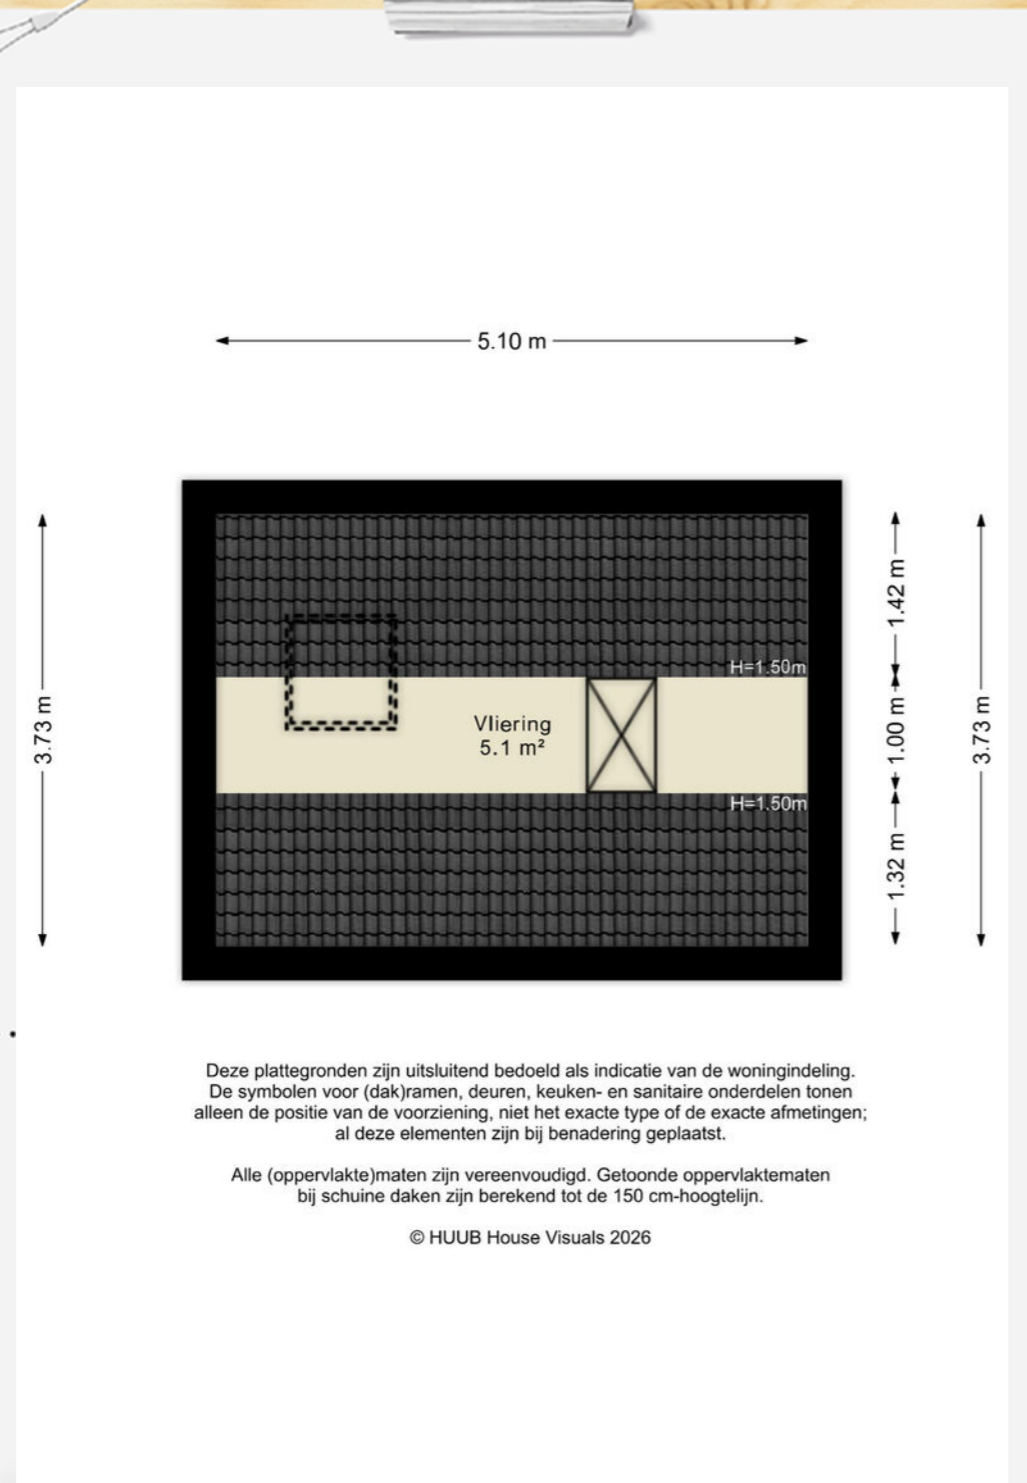 5.10 m
3.73 m
1.42 m
H=1.50m
Vliering
5.1 m²
1.00 m
3.73 m
H=1.50m
1.32 m
Deze plattegronden zijn uitsluitend bedoeld als indicatie van de woningindeling.
De symbolen voor (dak)ramen, deuren, keuken- en sanitaire onderdelen tonen
alleen de positie van de voorziening, niet het exacte type of de exacte afmetingen;
al deze elementen zijn bij benadering geplaatst.
Alle (oppervlakte)maten zijn vereenvoudigd. Getoonde oppervlaktematen
bij schuine daken zijn berekend tot de 150 cm-hoogtelijn.
© HUUB House Visuals 2026